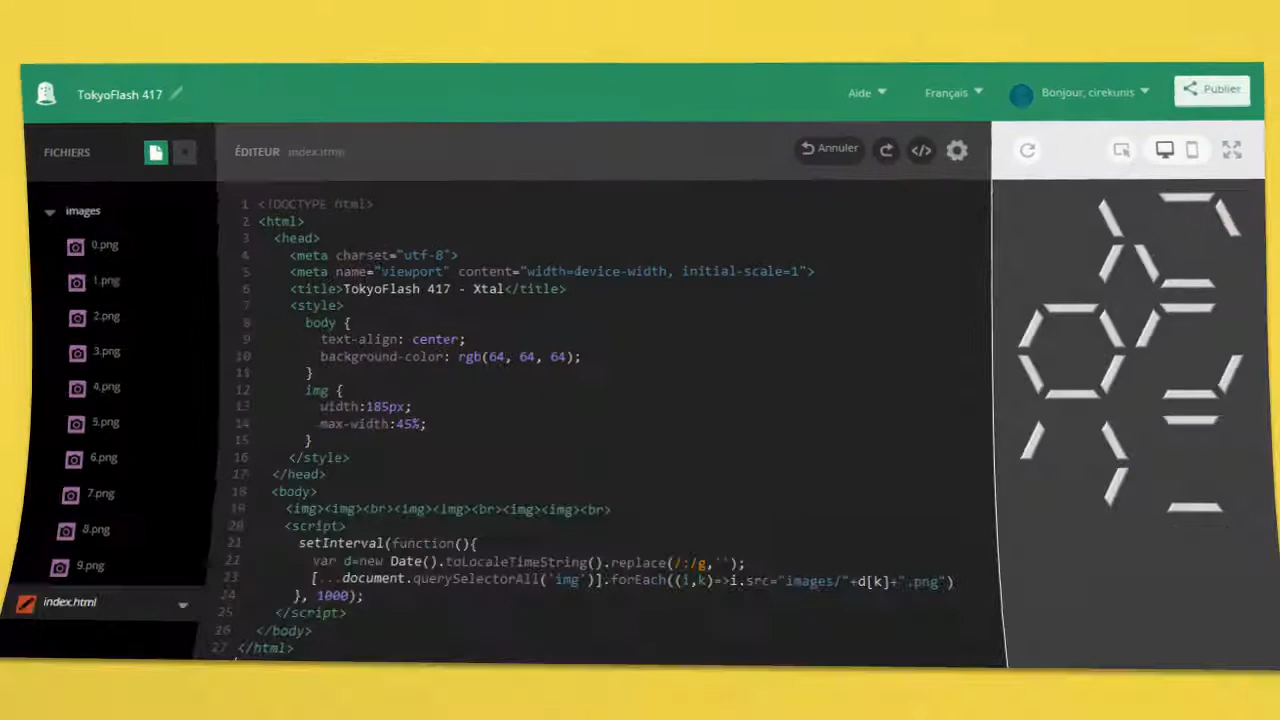 TokyoFlash 417
Aide
Français
Bonjour, cirekunis
Publier
FICHIERS
ÉDITEUR index.html
Annuler
images
0.png
1.png
2.png
3.png
4.png
5.png
6.png
7.png
8.png
9.png
index.html
1 <!DOCTYPE html>
2 <html>
3 <head>
4 <meta charset="utf-8">
5 <meta name="viewport" content="width=device-width, initial-scale=1">
6 <title>TokyoFlash 417 - Xtal</title>
7 <style>
8 body {
9 text-align: center;
10 background-color: rgb(64, 64, 64);
11 }
12 img {
13 width:185px;
14 max-width:45%;
15 }
16 </style>
17 </head>
18 <body>
19 <img><img><br><img><img><br><img><img><br>
20 <script>
21 setInterval(function(){
22 var d=new Date().toLocaleTimeString().replace(/:/g,'');
23 [...document.querySelectorAll('img')].forEach((i,k)=>i.src="images/"+d[k]+".png")
24 }, 1000);
25 </script>
26 </body>
27 </html>